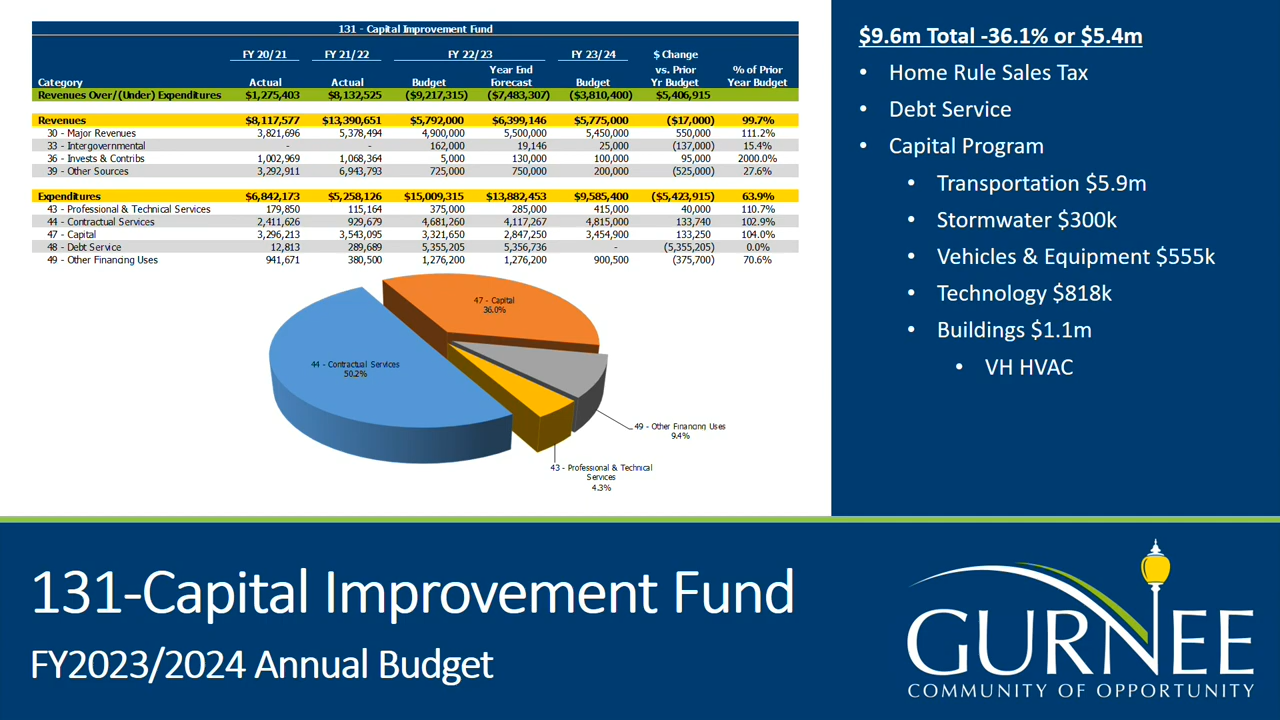 131 - Capital Improvement Fund
FY 20/21 FY 21/22 FY 22/23 FY 23/24 $ Change
Year End vs. Prior % of Prior
Category Actual Actual Budget Forecast Budget Yr Budget Year Budget
Revenues Over/(Under) Expenditures $1,275,403 $8,132,525 ($9,217,315) ($7,483,307) ($3,810,400) $5,406,915
Revenues $8,117,577 $13,390,651 $5,792,000 $6,399,146 $5,775,000 ($17,000) 99.7%
30 - Major Revenues 3,821,696 5,378,494 4,900,000 5,500,000 5,450,000 550,000 111.2%
33 - Intergovernmental - - 162,000 19,146 25,000 (137,000) 15.4%
36 - Invests & Contribs 1,002,969 1,068,364 5,000 130,000 100,000 95,000 2000.0%
39 - Other Sources 3,292,911 6,943,793 725,000 750,000 200,000 (525,000) 27.6%
Expenditures $6,842,173 $5,258,126 $15,009,315 $13,882,453 $9,585,400 ($5,423,915) 63.9%
43 - Professional & Technical Services 179,850 115,164 375,000 285,000 415,000 40,000 110.7%
44 - Contractual Services 2,411,626 929,679 4,681,260 4,117,267 4,815,000 133,740 102.9%
47 - Capital 3,296,213 3,543,095 3,321,650 2,847,250 3,454,900 133,250 104.0%
48 - Debt Service 12,813 289,689 5,355,205 5,356,736 - (5,355,205) 0.0%
49 - Other Financing Uses 941,671 380,500 1,276,200 1,276,200 900,500 (375,700) 70.6%
47 - Capital
36.0%
44 - Contractual Services
50.2%
49 - Other Financing Uses
9.4%
43 - Professional & Technical
Services
4.3%
$9.6m Total -36.1% or $5.4m
• Home Rule Sales Tax
• Debt Service
• Capital Program
• Transportation $5.9m
• Stormwater $300k
• Vehicles & Equipment $555k
• Technology $818k
• Buildings $1.1m
• VH HVAC
131-Capital Improvement Fund
FY2023/2024 Annual Budget
GURNEE
COMMUNITY OF OPPORTUNITY